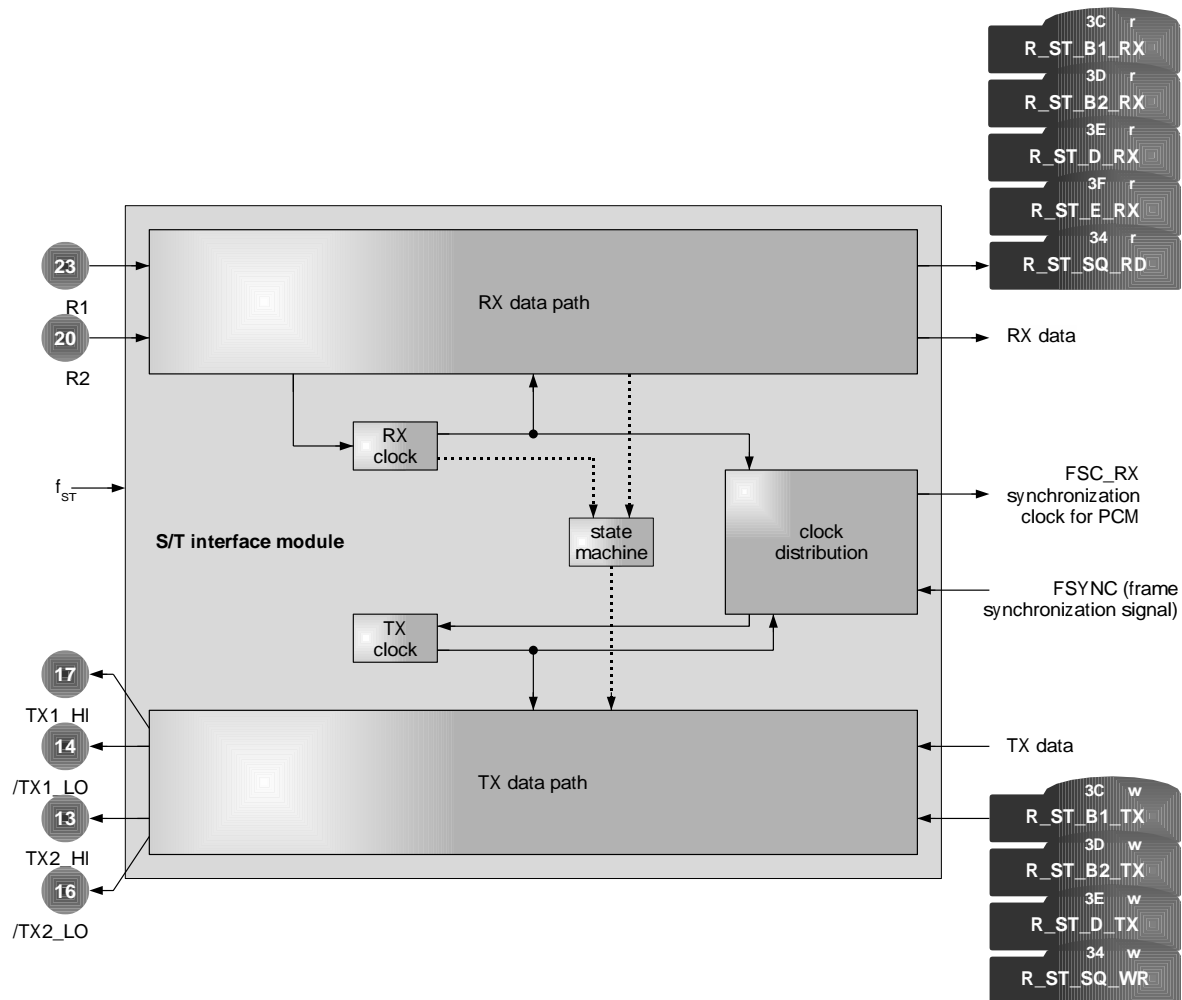 3C r
R_ST_B1_RX
3D r
R_ST_B2_RX
3E r
R_ST_D_RX
3F r
R_ST_E_RX
34 r
R_ST_SQ_RD
23
R1
20
R2
RX data path
RX data
RX
clock
fST
S/T interface module
state
machine
clock
distribution
FSC_RX
synchronization
clock for PCM
FSYNC (frame
synchronization signal)
TX
clock
17
TX1_HI
14
/TX1_LO
13
TX2_HI
16
/TX2_LO
TX data path
TX data
3C w
R_ST_B1_TX
3D w
R_ST_B2_TX
3E w
R_ST_D_TX
34 w
R_ST_SQ_WR